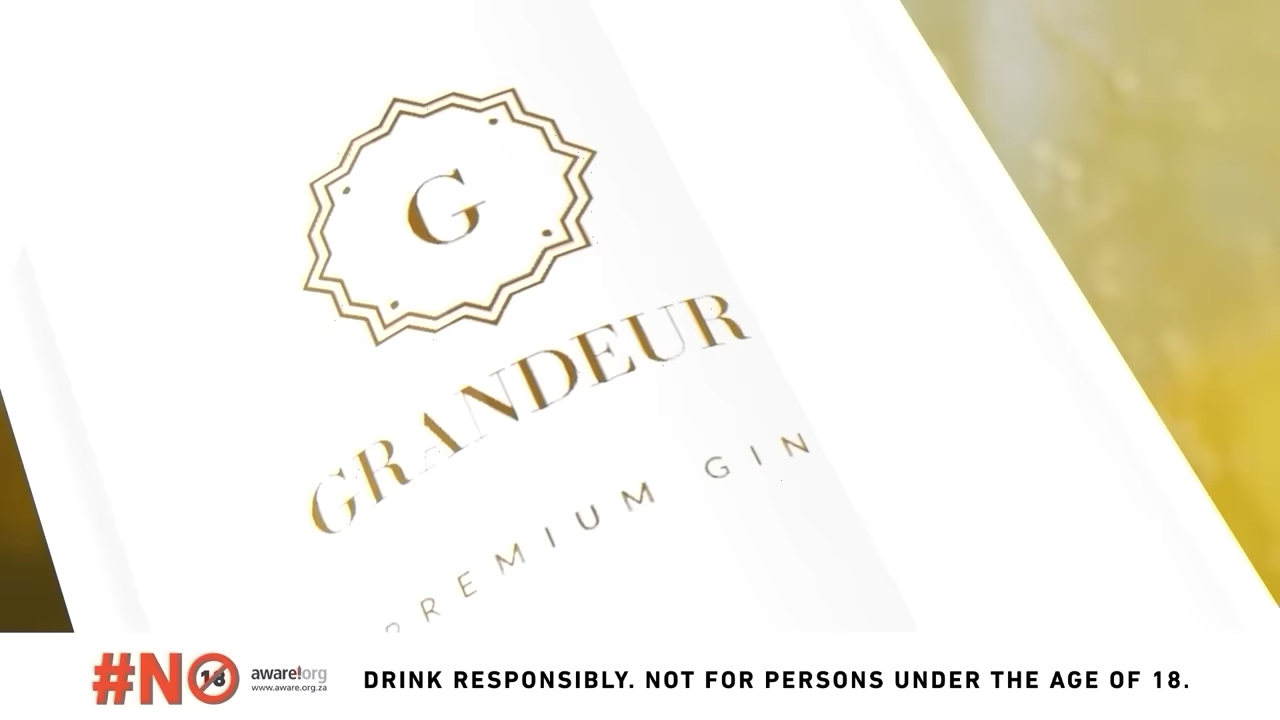 G
GRANDEUR
PREMIUM GIN
#NO 18
aware!org
www.aware.org.za
DRINK RESPONSIBLY. NOT FOR PERSONS UNDER THE AGE OF 18.